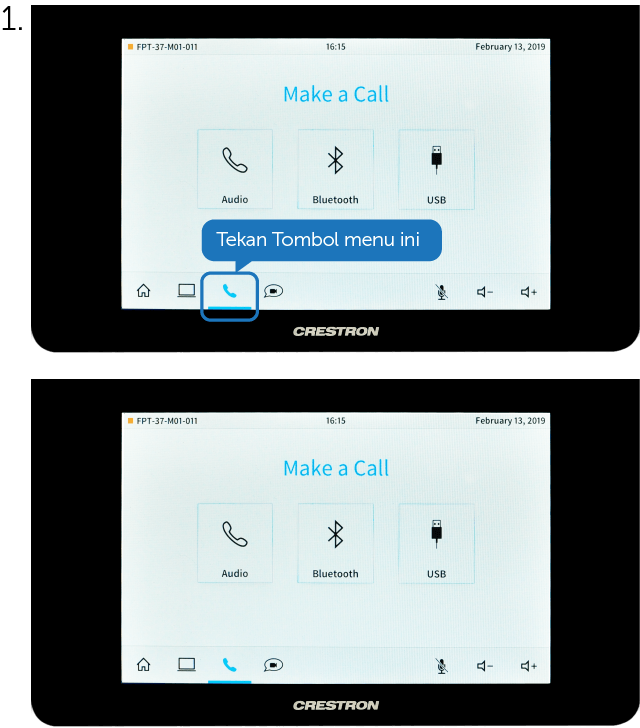 1.
FPT-37-M01-011 16:15 February 13, 2019
Make a Call
Audio Bluetooth USB
Tekan Tombol menu ini
CRESTRON
FPT-37-M01-011 16:15 February 13, 2019
Make a Call
Audio Bluetooth USB
CRESTRON